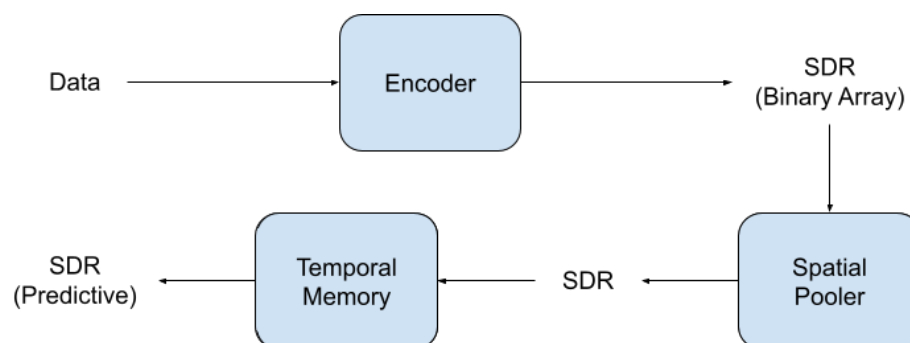 Data
Encoder
SDR
(Binary Array)
Spatial
Pooler
SDR
Temporal
Memory
SDR
(Predictive)